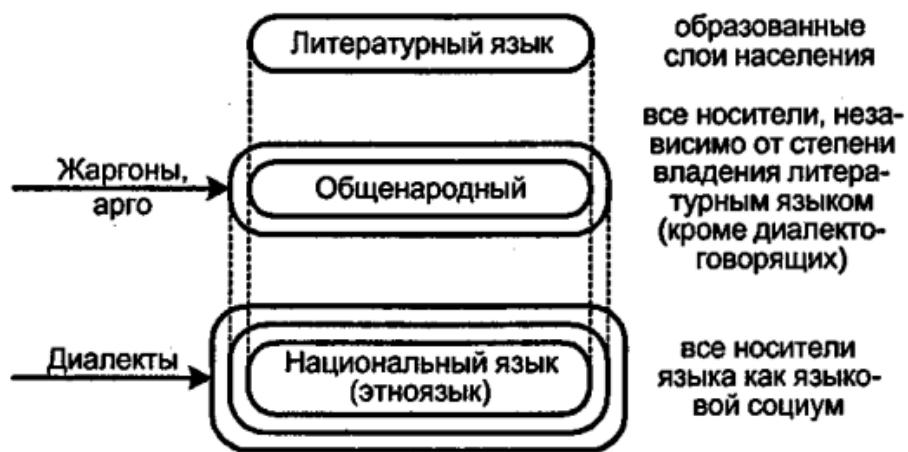 Литературный язык
образованные
слои населения
Жаргоны,
арго
Общенародный
все носители, неза-
висимо от степени
владения литера-
турным языком
(кроме диалекто-
говорящих)
Диалекты
Национальный язык
(этноязык)
все носители
языка как языко-
вой социум